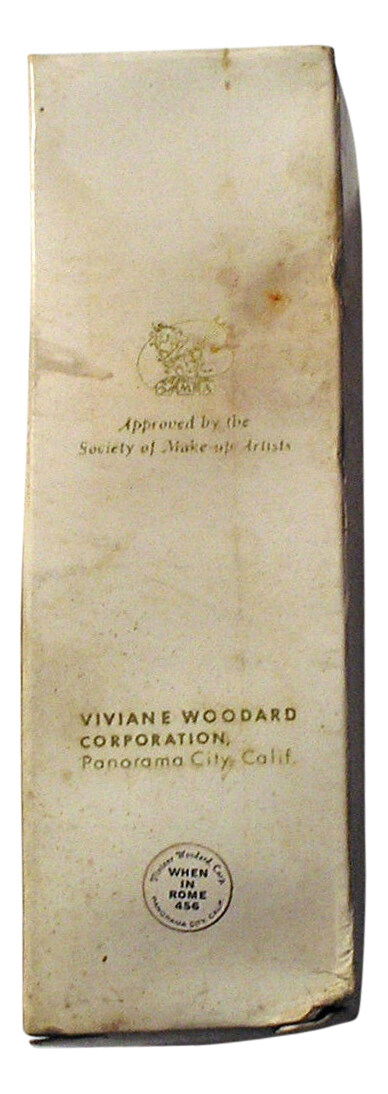 Approved by the
Society of Make-up Artists
VIVIANE WOODARD
CORPORATION,
Panorama City, Calif.
Viviane Woodard Corp.
WHEN
IN
ROME
456
PANORAMA CITY, CALIF.